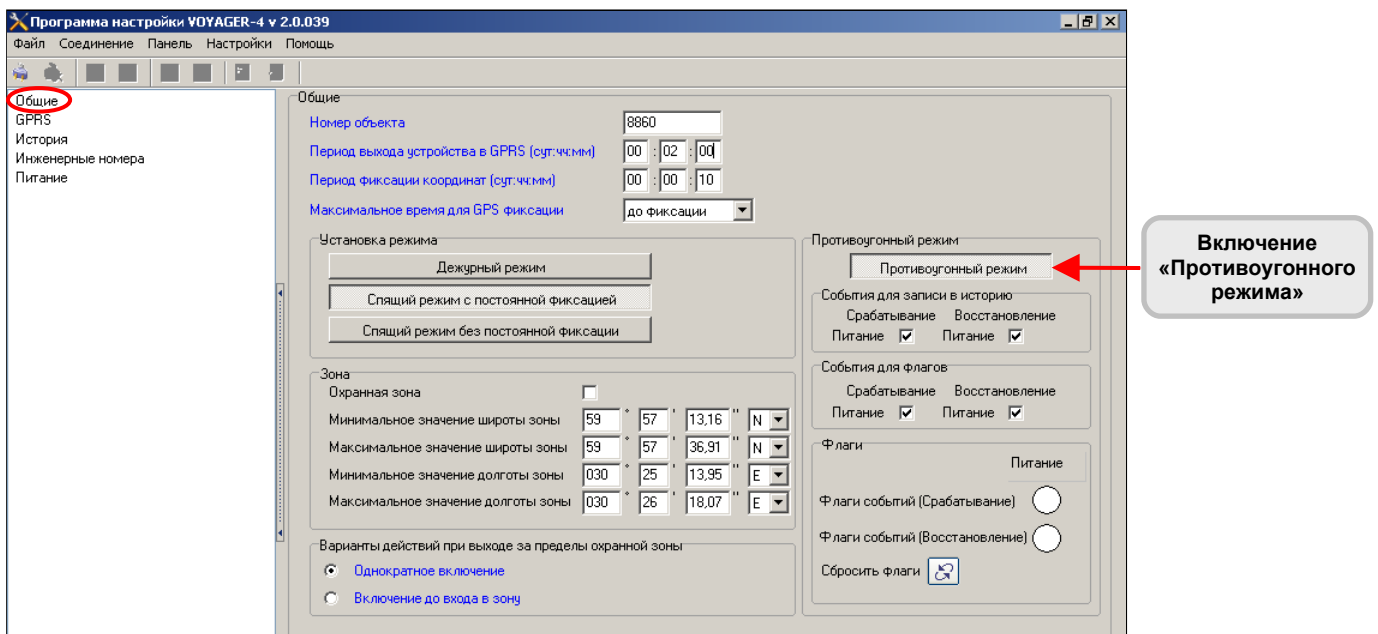 Программа настройки VOYAGER-4 v 2.0.039
Файл Соединение Панель Настройки Помощь
Общие
GPRS
История
Инженерные номера
Питание
Общие
Номер объекта 8860
Период выхода устройства в GPRS (сут:чч:мм) 00 : 02 : 00
Период фиксации координат (сут:чч:мм) 00 : 00 : 10
Максимальное время для GPS фиксации до фиксации
Установка режима
Дежурный режим
Спящий режим с постоянной фиксацией
Спящий режим без постоянной фиксации
Зона
Охранная зона
Минимальное значение широты зоны 59 ° 57 ' 13,16 " N
Максимальное значение широты зоны 59 ° 57 ' 36,91 " N
Минимальное значение долготы зоны 030 ° 25 ' 13,95 " E
Максимальное значение долготы зоны 030 ° 26 ' 18,07 " E
Варианты действий при выходе за пределы охранной зоны
Однократное включение
Включение до входа в зону
Противоугонный режим
Противоугонный режим
События для записи в историю
Срабатывание Восстановление
Питание Питание
События для флагов
Срабатывание Восстановление
Питание Питание
Флаги
Питание
Флаги событий (Срабатывание)
Флаги событий (Восстановление)
Сбросить флаги
Включение
«Противоугонного
режима»